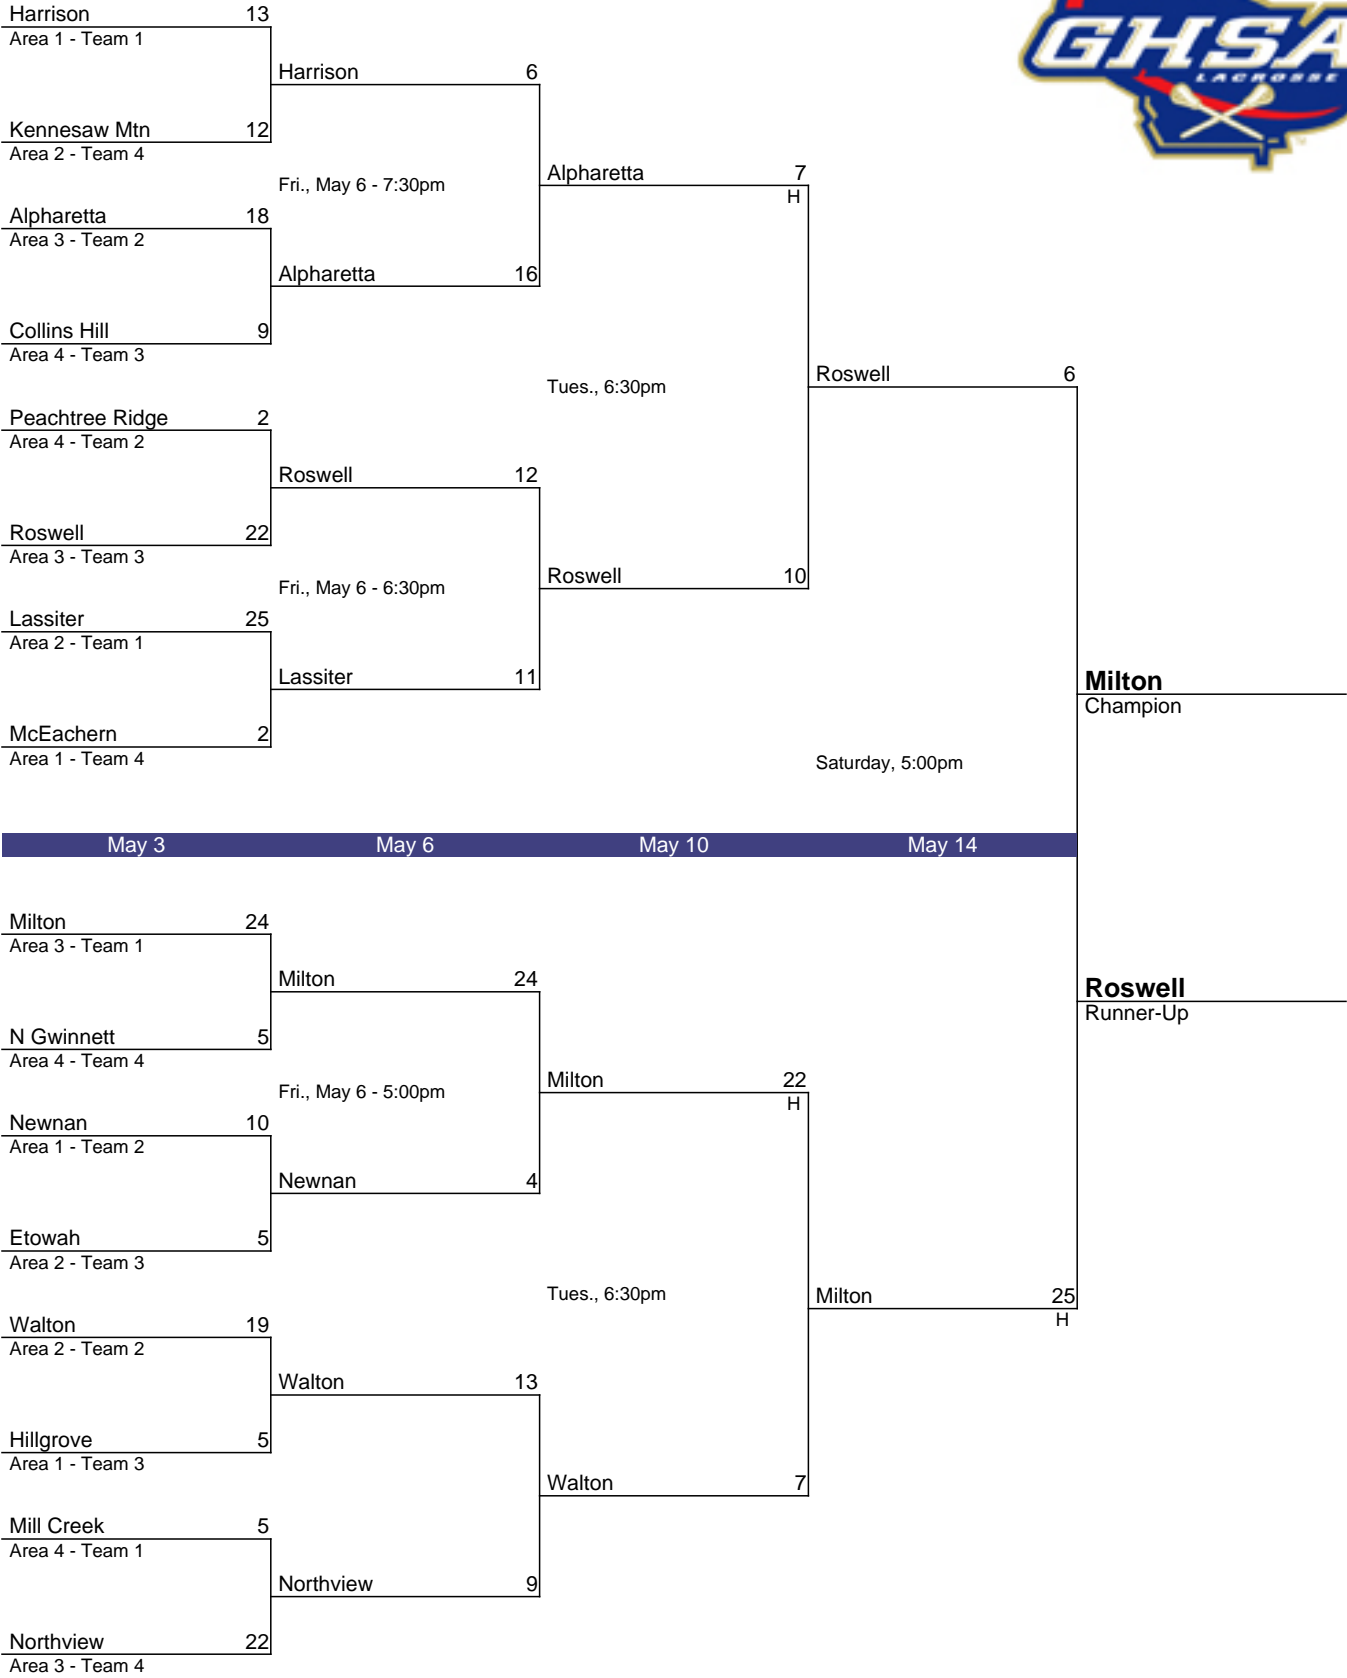 GHSA
LACROSSE
Harrison 13
Area 1 - Team 1
Harrison 6
Kennesaw Mtn 12
Area 2 - Team 4
Fri., May 6 - 7:30pm
Alpharetta 7
H
Alpharetta 18
Area 3 - Team 2
Alpharetta 16
Collins Hill 9
Area 4 - Team 3
Tues., 6:30pm
Roswell 6
Peachtree Ridge 2
Area 4 - Team 2
Roswell 12
Roswell 22
Area 3 - Team 3
Fri., May 6 - 6:30pm
Roswell 10
Lassiter 25
Area 2 - Team 1
Lassiter 11
Milton
Champion
McEachern 2
Area 1 - Team 4
Saturday, 5:00pm
May 3 May 6 May 10 May 14
Milton 24
Area 3 - Team 1
Milton 24
Roswell
Runner-Up
N Gwinnett 5
Area 4 - Team 4
Fri., May 6 - 5:00pm
Milton 22
H
Newnan 10
Area 1 - Team 2
Newnan 4
Etowah 5
Area 2 - Team 3
Tues., 6:30pm
Milton 25
H
Walton 19
Area 2 - Team 2
Walton 13
Hillgrove 5
Area 1 - Team 3
Walton 7
Mill Creek 5
Area 4 - Team 1
Northview 9
Northview 22
Area 3 - Team 4